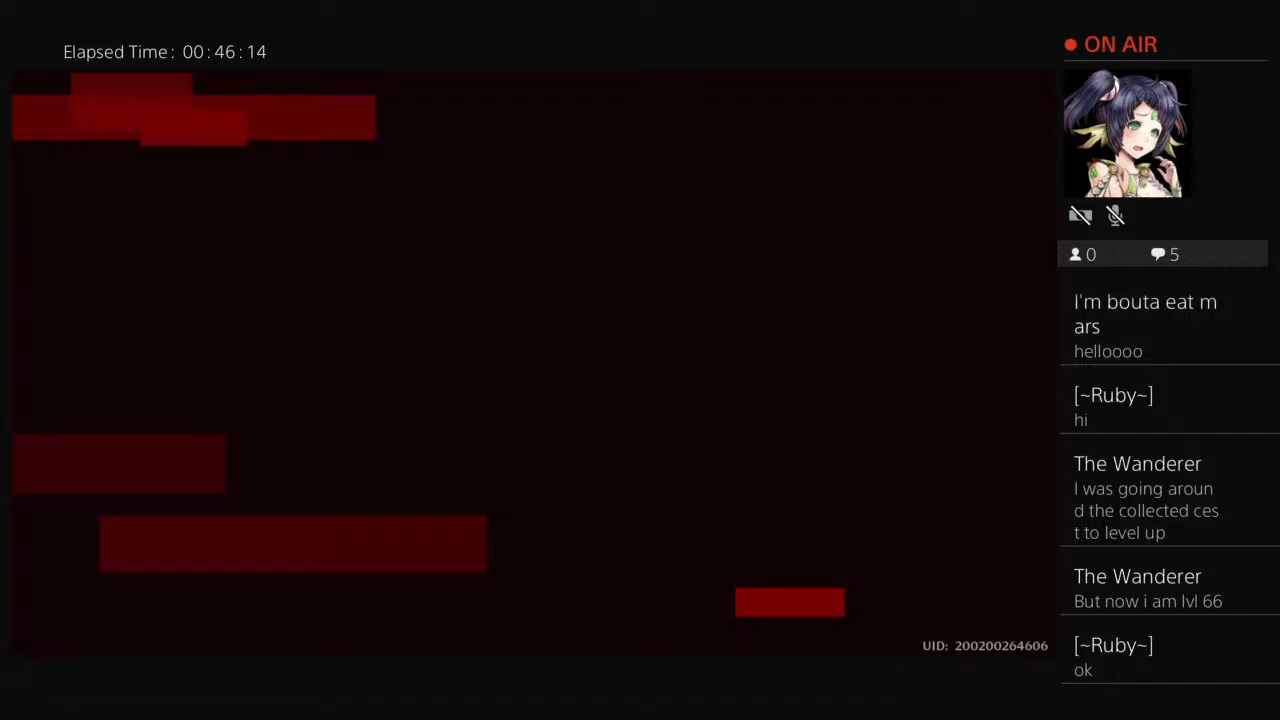 Elapsed Time: 00:46:14
ON AIR
0 5
I'm bouta eat m
ars
helloooo
[~Ruby~]
hi
The Wanderer
I was going aroun
d the collected ces
t to level up
The Wanderer
But now i am lvl 66
[~Ruby~]
ok
UID: 200200264606